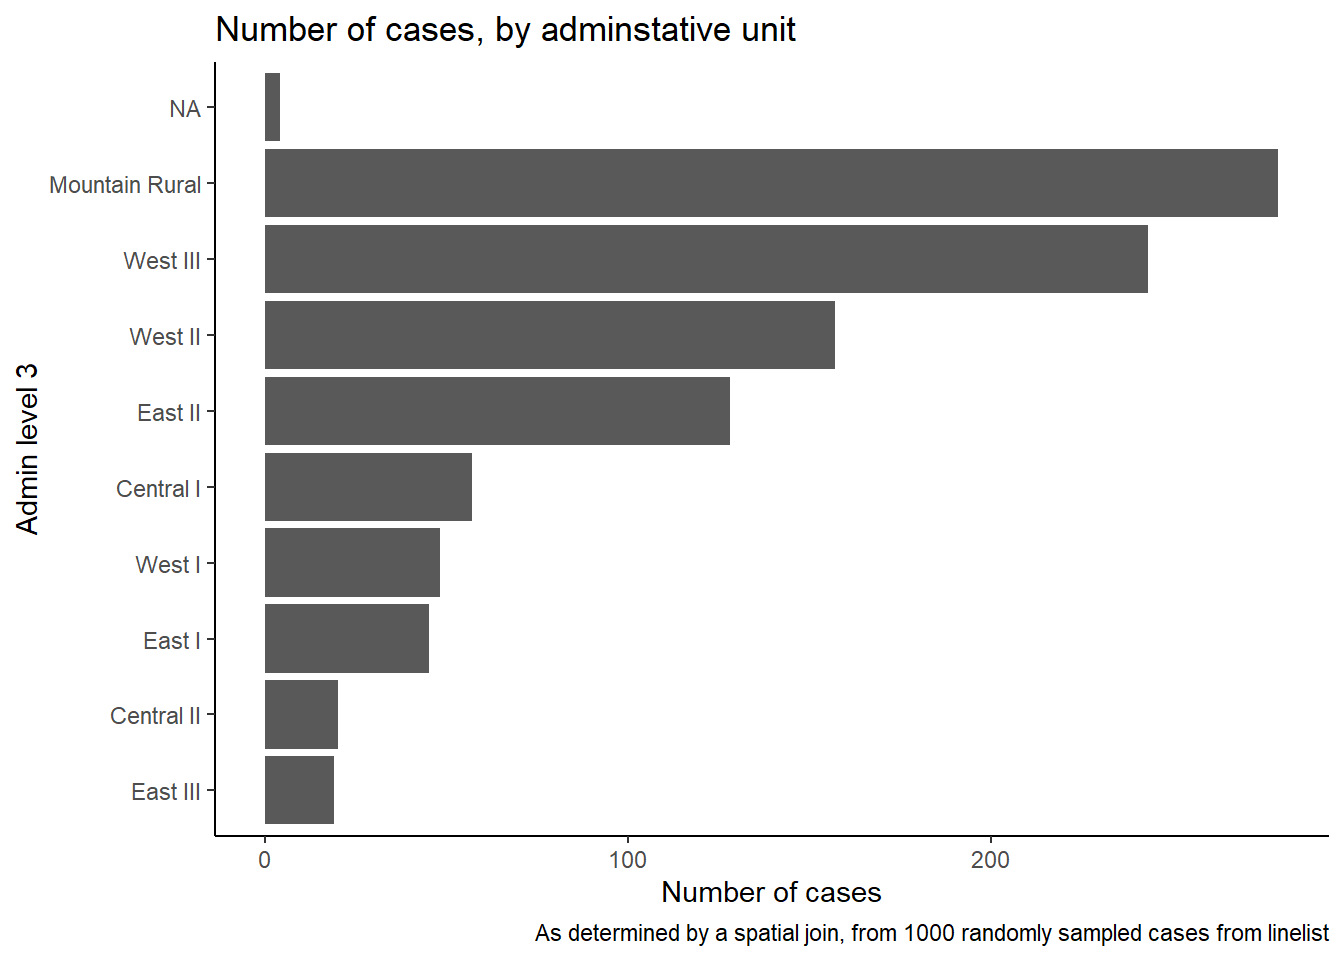 Number of cases, by adminstative unit
Admin level 3
NA
Mountain Rural
West III
West II
East II
Central I
West I
East I
Central II
East III
0 100 200
Number of cases
As determined by a spatial join, from 1000 randomly sampled cases from linelist